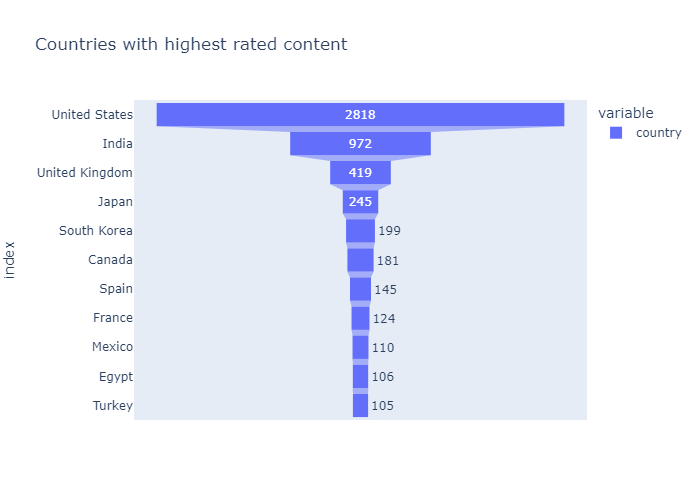 Countries with highest rated content
variable
country
index
United States 2818
India 972
United Kingdom 419
Japan 245
South Korea 199
Canada 181
Spain 145
France 124
Mexico 110
Egypt 106
Turkey 105